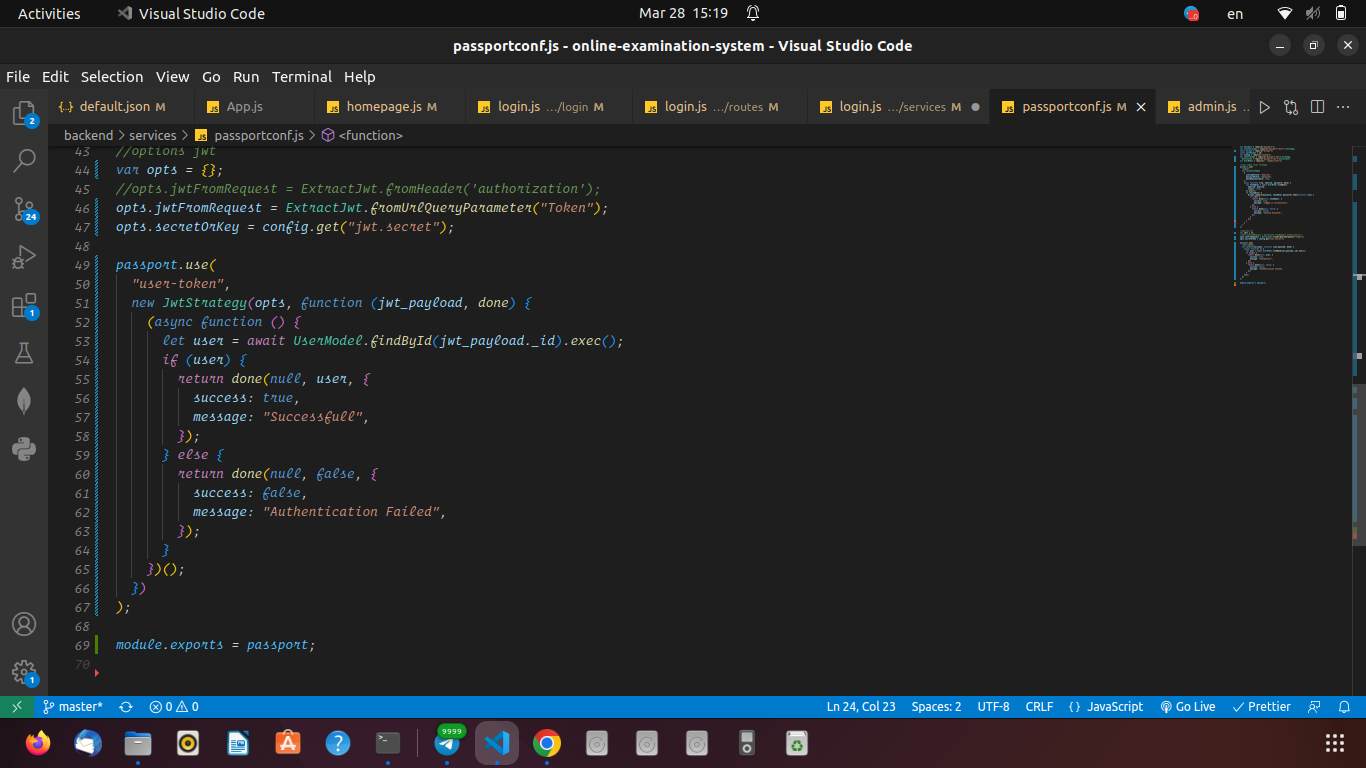 Activities
Visual Studio Code
Mar 28 15:19
en
passportconf.js - online-examination-system - Visual Studio Code
File Edit Selection View Go Run Terminal Help
default.json M
App.js
homepage.js M
login.js .../login M
login.js .../routes M
login.js .../services M
passportconf.js M
admin.js ...
backend > services > passportconf.js > <function>
43 //options jwt
44 var opts = {};
45 //opts.jwtFromRequest = ExtractJwt.fromHeader('authorization');
46 opts.jwtFromRequest = ExtractJwt.fromUrlQueryParameter("Token");
47 opts.secretOrKey = config.get("jwt.secret");
48
49 passport.use(
50 "user-token",
51 new JwtStrategy(opts, function (jwt_payload, done) {
52 (async function () {
53 let user = await UserModel.findById(jwt_payload._id).exec();
54 if (user) {
55 return done(null, user, {
56 success: true,
57 message: "Successfull",
58 });
59 } else {
60 return done(null, false, {
61 success: false,
62 message: "Authentication Failed",
63 });
64 }
65 })();
66 })
67 );
68
69 module.exports = passport;
70
2
24
1
1
master*
0 0
Ln 24, Col 23
Spaces: 2
UTF-8
CRLF
{} JavaScript
Go Live
Prettier
9999